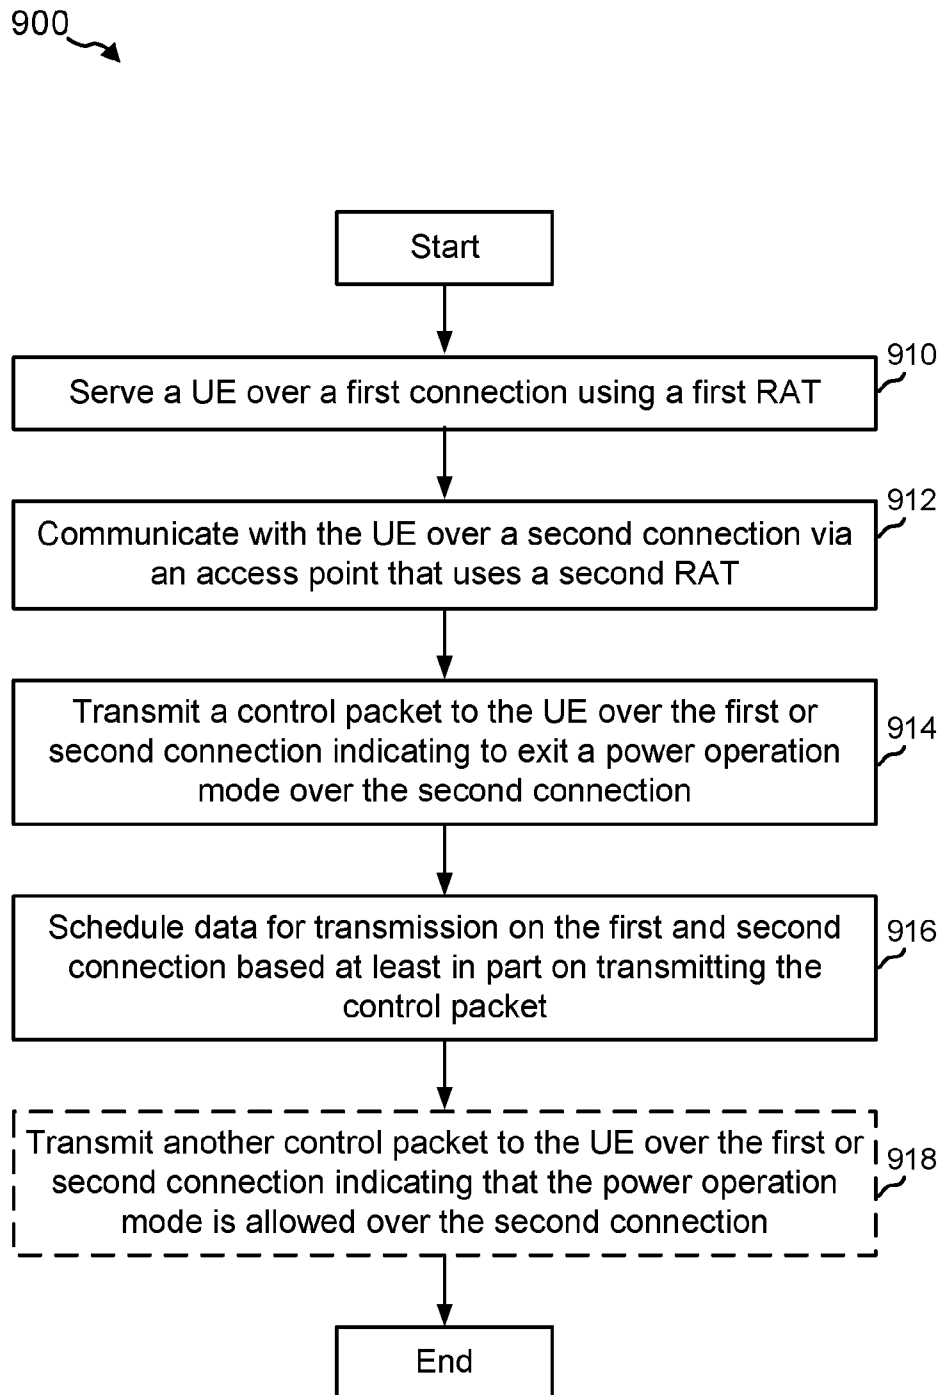 900
Start
910
Serve a UE over a first connection using a first RAT
912
Communicate with the UE over a second connection via
an access point that uses a second RAT
Transmit a control packet to the UE over the first or
second connection indicating to exit a power operation
914
mode over the second connection
Schedule data for transmission on the first and second
916
connection based at least in part on transmitting the
control packet
Transmit another control packet to the UE over the first or
918
second connection indicating that the power operation
mode is allowed over the second connection
End